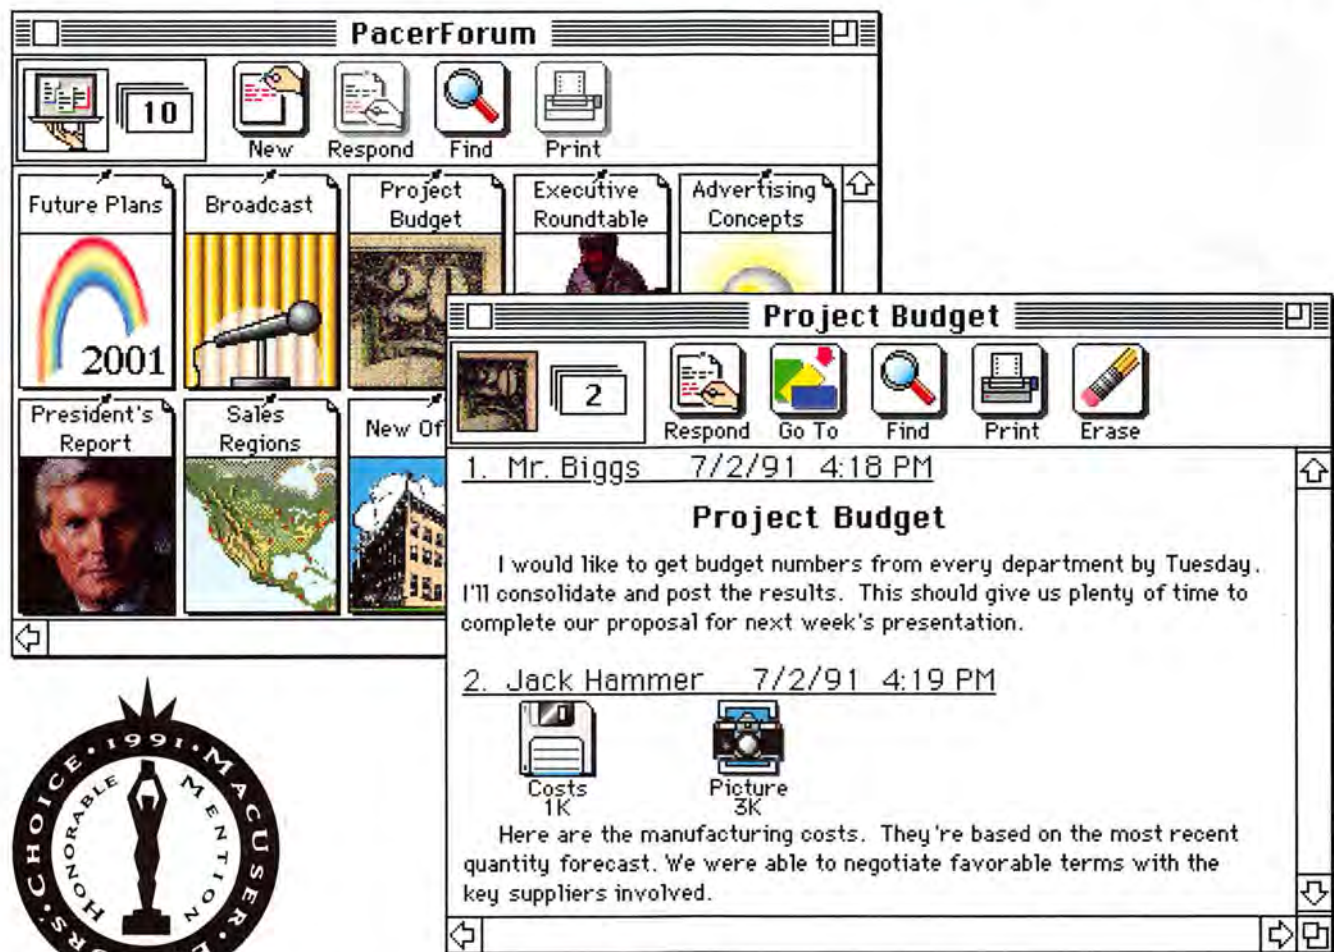 PacerForum
10
New Respond Find Print
Future Plans
Broadcast
Project
Budget
Executive
Roundtable
Advertising
Concepts
20
2001
President's
Report
Sales
Regions
New Of
Project Budget
20
2
Respond Go To Find Print Erase
1. Mr. Biggs 7/2/91 4:18 PM
Project Budget
I would like to get budget numbers from every department by Tuesday.
I'll consolidate and post the results. This should give us plenty of time to
complete our proposal for next week's presentation.
2. Jack Hammer 7/2/91 4:19 PM
Costs
1K
Picture
3K
Here are the manufacturing costs. They're based on the most recent
quantity forecast. We were able to negotiate favorable terms with the
key suppliers involved.
CHOICE • 1991 • MACUSER
HONORABLE MENTION